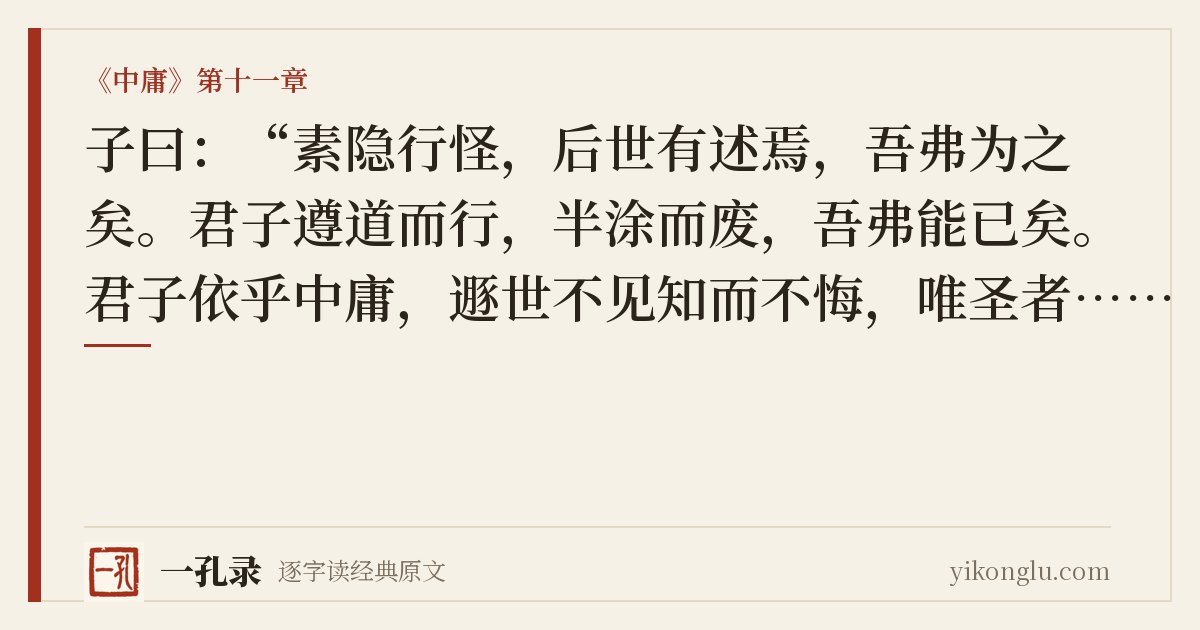 《中庸》第十一章
子曰：“素隐行怪，后世有述焉，吾弗为之
矣。君子遵道而行，半涂而废，吾弗能已矣。
君子依乎中庸，遯世不见知而不悔，唯圣者……
一孔
一孔录 逐字读经典原文 yikonglu.com